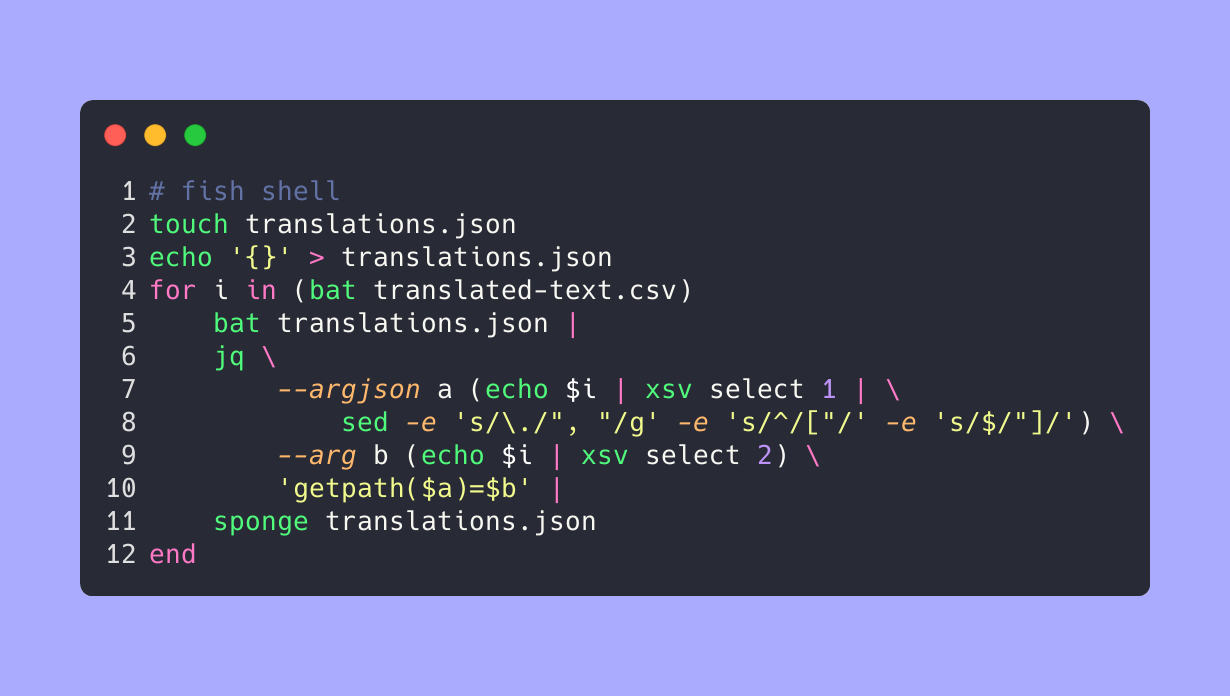 1 # fish shell
2 touch translations.json
3 echo '{}' > translations.json
4 for i in (bat translated-text.csv)
5     bat translations.json |
6     jq \
7         --argjson a (echo $i | xsv select 1 | \
8             sed -e 's/\./", "/g' -e 's/^/["/' -e 's/$/"]/') \
9         --arg b (echo $i | xsv select 2) \
10         'getpath($a)=$b' |
11     sponge translations.json
12 end